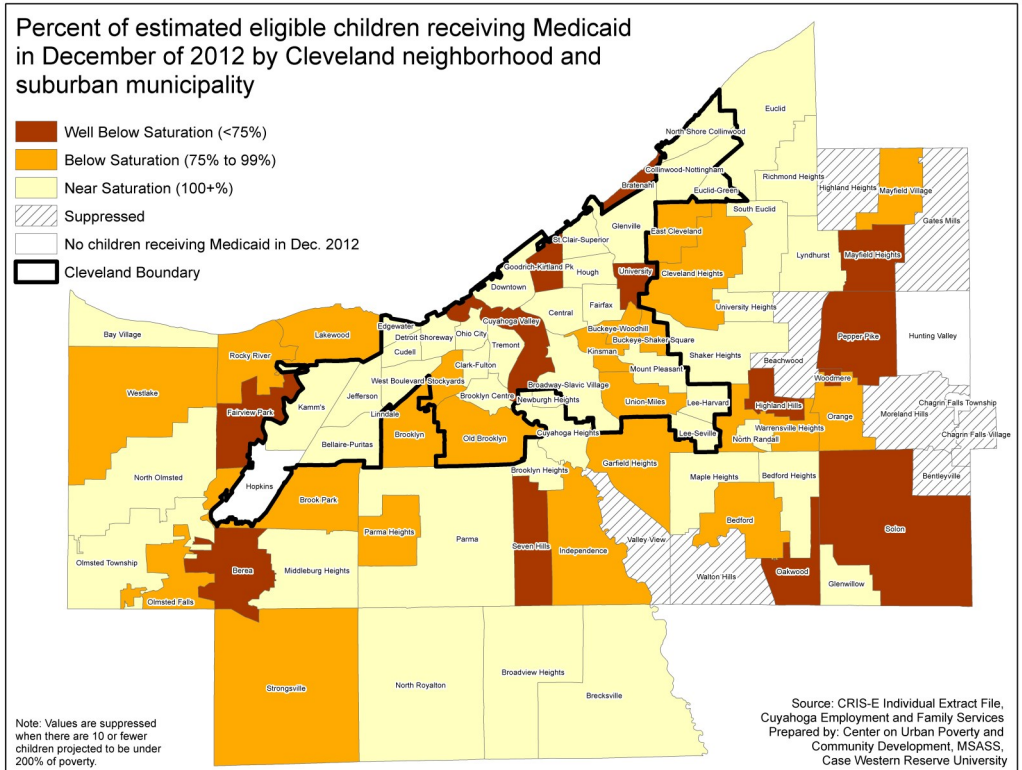 Percent of estimated eligible children receiving Medicaid
in December of 2012 by Cleveland neighborhood and
suburban municipality
Well Below Saturation (<75%)
Below Saturation (75% to 99%)
Near Saturation (100+%)
Suppressed
No children receiving Medicaid in Dec. 2012
Cleveland Boundary
Euclid
North Shore Collinwood
Collinwood-Nottingham
Bratenahl
Euclid-Green
Richmond Heights
Highland Heights
Mayfield Village
Gates Mills
South Euclid
Glenville
East Cleveland
St.Clair-Superior
Lyndhurst
Mayfield Heights
Goodrich-Kirtland Pk
Hough
University
Cleveland Heights
Downtown
Fairfax
University Heights
Central
Cuyahoga Valley
Edgewater
Lakewood
Bay Village
Detroit Shoreway
Ohio City
Buckeye-Woodhill
Buckeye-Shaker Square
Pepper Pike
Hunting Valley
Tremont
Cudell
Kinsman
Shaker Heights
Beachwood
Rocky River
Clark-Fulton
Mount Pleasant
Woodmere
West Boulevard
Stockyards
Broadway-Slavic Village
Westlake
Jefferson
Brooklyn Centre
Newburgh Heights
Union-Miles
Lee-Harvard
Highland Hills
Orange
Moreland Hills
Chagrin Falls Township
Fairview Park
Kamm's
Linndale
Warrensville Heights
Chagrin Falls Village
Bellaire-Puritas
Brooklyn
Old Brooklyn
Cuyahoga Heights
Lee-Seville
North Randall
Garfield Heights
Brooklyn Heights
Maple Heights
Bedford Heights
Bentleyville
North Olmsted
Hopkins
Brook Park
Parma Heights
Parma
Bedford
Solon
Seven Hills
Independence
Valley View
Olmsted Township
Berea
Middleburg Heights
Walton Hills
Oakwood
Glenwillow
Olmsted Falls
Strongsville
North Royalton
Broadview Heights
Brecksville
Note: Values are suppressed
when there are 10 or fewer
children projected to be under
200% of poverty.
Source: CRIS-E Individual Extract File,
Cuyahoga Employment and Family Services
Prepared by: Center on Urban Poverty and
Community Development, MSASS,
Case Western Reserve University